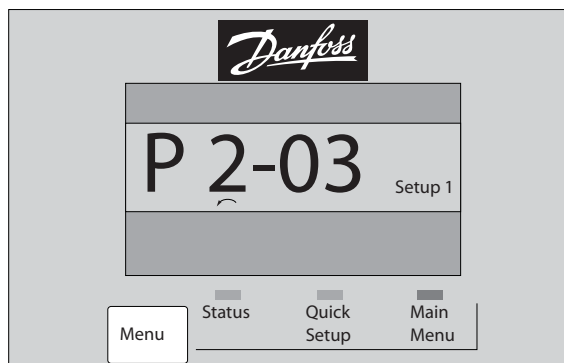 Danfoss
P 2-03
Setup 1
Menu
Status
Quick
Setup
Main
Menu